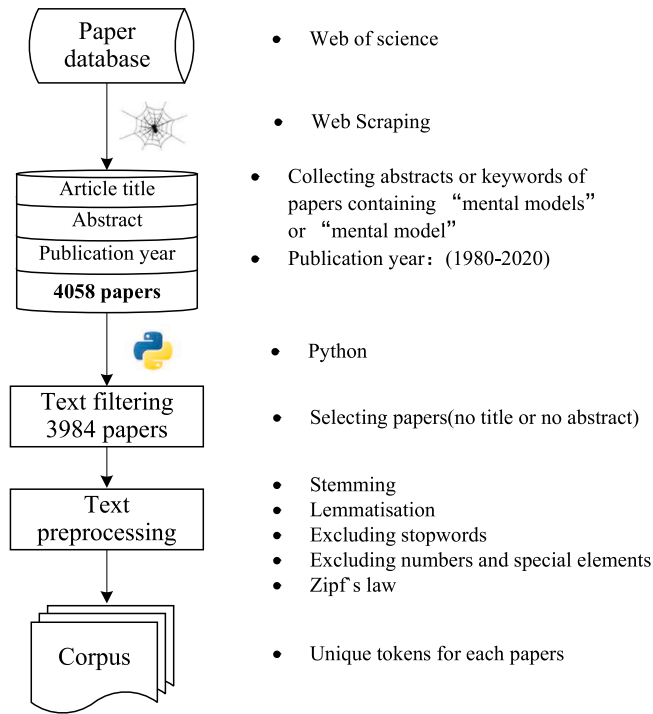 Paper
database
• Web of science
• Web Scraping
Article title
Abstract
Publication year
4058 papers
• Collecting abstracts or keywords of
papers containing “mental models”
or “mental model”
• Publication year：(1980-2020)
• Python
Text filtering
3984 papers
• Selecting papers(no title or no abstract)
Text
preprocessing
• Stemming
• Lemmatisation
• Excluding stopwords
• Excluding numbers and special elements
• Zipf`s law
Corpus
• Unique tokens for each papers